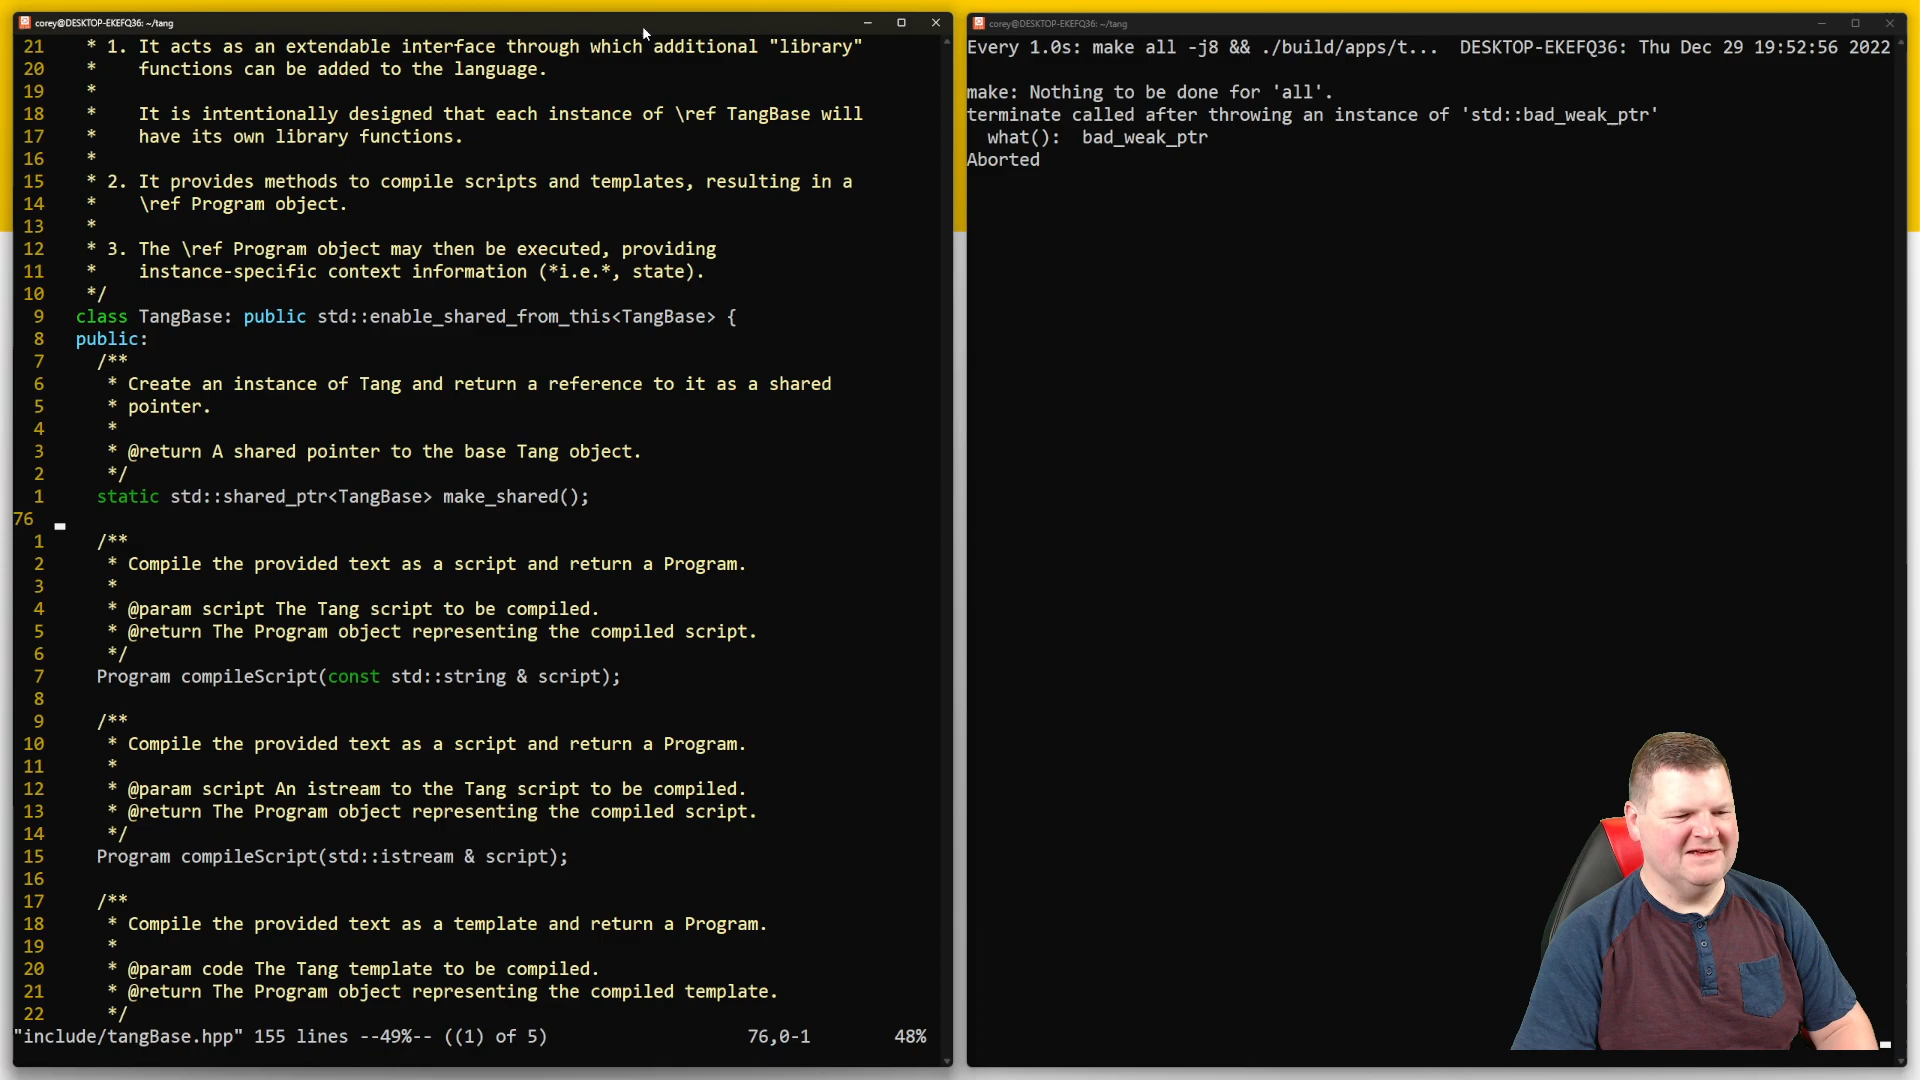 corey@DESKTOP-EKEFQ36: ~/tang
21 * 1. It acts as an extendable interface through which additional "library"
20 * functions can be added to the language.
19 *
18 * It is intentionally designed that each instance of \ref TangBase will
17 * have its own library functions.
16 *
15 * 2. It provides methods to compile scripts and templates, resulting in a
14 * \ref Program object.
13 *
12 * 3. The \ref Program object may then be executed, providing
11 * instance-specific context information (*i.e.*, state).
10 */
9 class TangBase: public std::enable_shared_from_this<TangBase> {
8 public:
7 /**
6 * Create an instance of Tang and return a reference to it as a shared
5 * pointer.
4 *
3 * @return A shared pointer to the base Tang object.
2 */
1 static std::shared_ptr<TangBase> make_shared();
76
1 /**
2 * Compile the provided text as a script and return a Program.
3 *
4 * @param script The Tang script to be compiled.
5 * @return The Program object representing the compiled script.
6 */
7 Program compileScript(const std::string & script);
8
9 /**
10 * Compile the provided text as a script and return a Program.
11 *
12 * @param script An istream to the Tang script to be compiled.
13 * @return The Program object representing the compiled script.
14 */
15 Program compileScript(std::istream & script);
16
17 /**
18 * Compile the provided text as a template and return a Program.
19 *
20 * @param code The Tang template to be compiled.
21 * @return The Program object representing the compiled template.
22 */
"include/tangBase.hpp" 155 lines --49%-- ((1) of 5) 76,0-1 48%
corey@DESKTOP-EKEFQ36: ~/tang
Every 1.0s: make all -j8 && ./build/apps/t... DESKTOP-EKEFQ36: Thu Dec 29 19:52:56 2022
make: Nothing to be done for 'all'.
terminate called after throwing an instance of 'std::bad_weak_ptr'
what(): bad_weak_ptr
Aborted